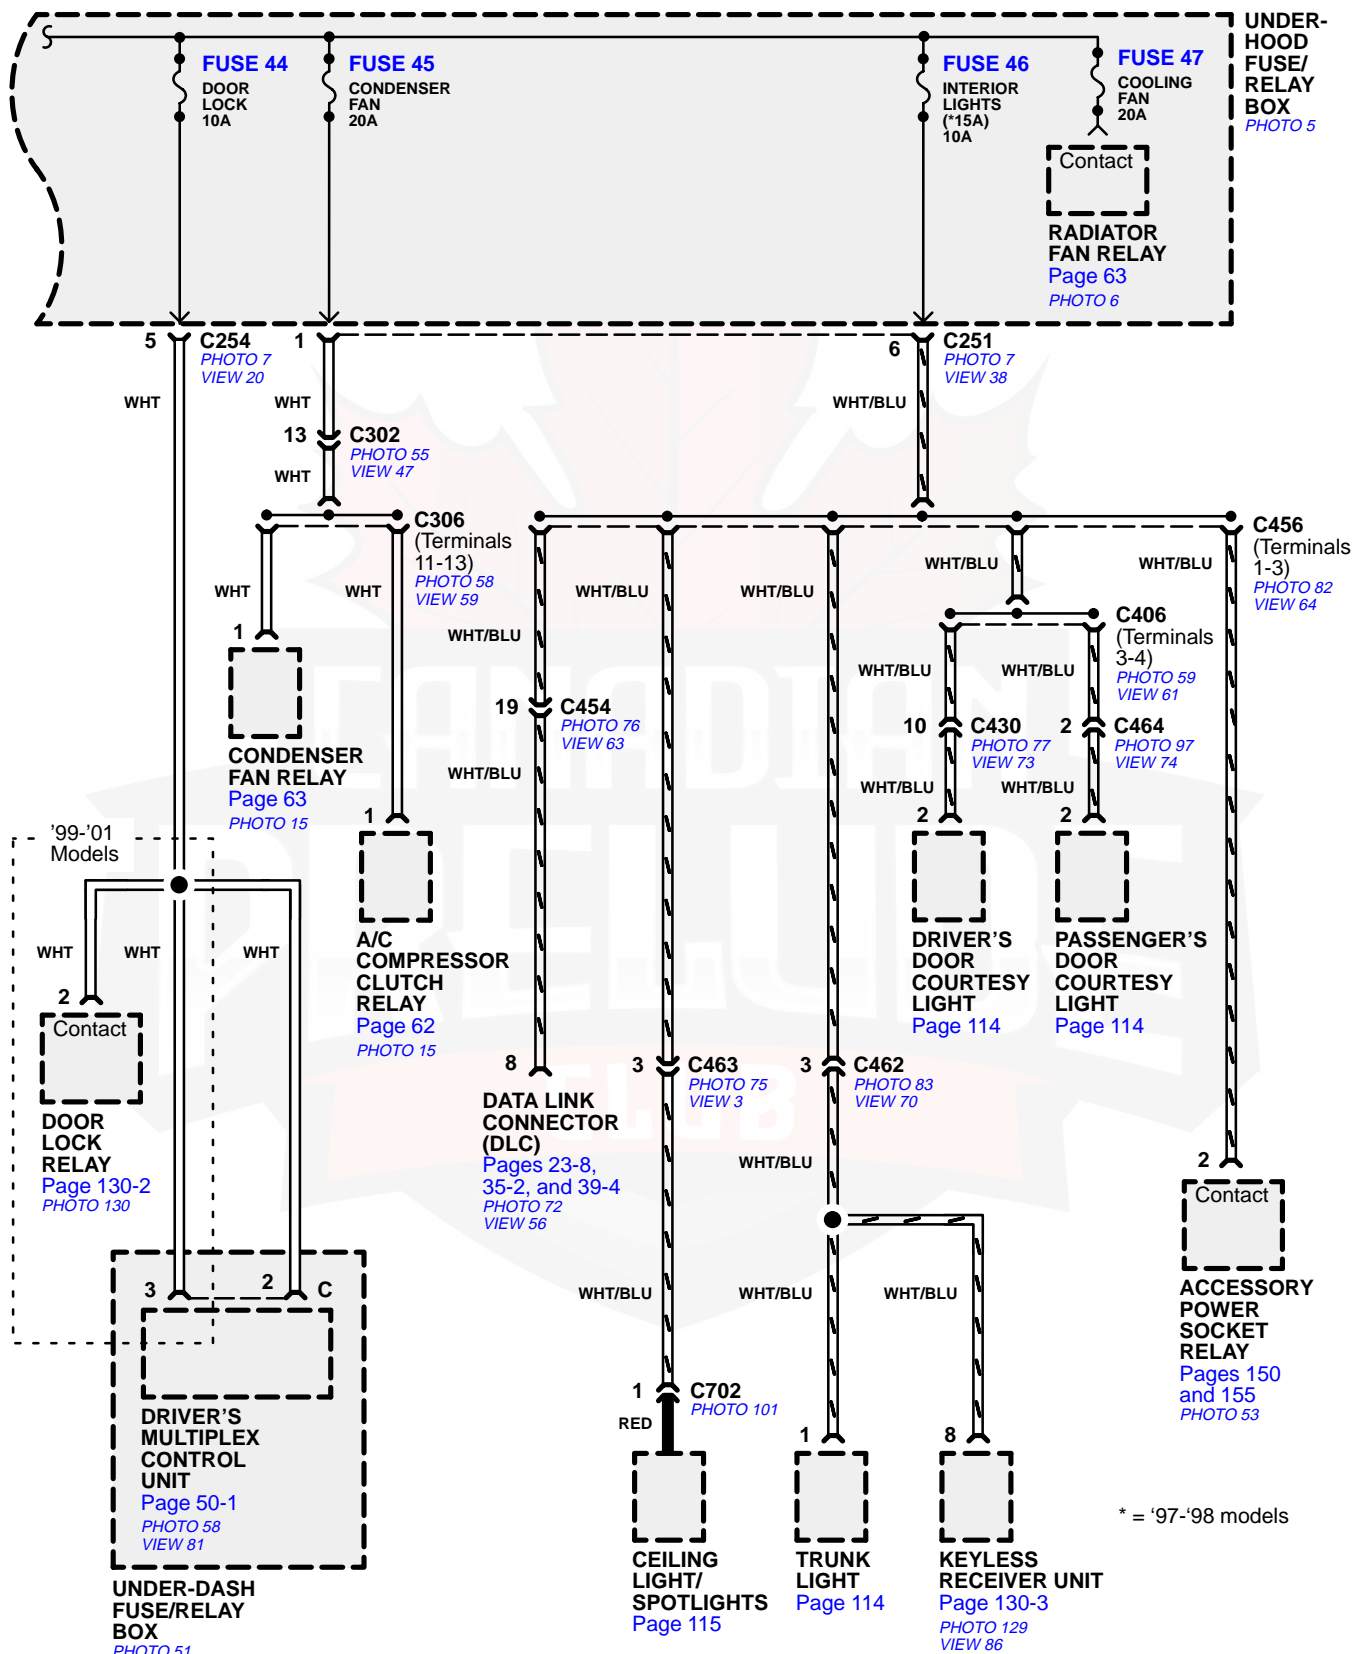 UNDER-
HOOD
FUSE/
RELAY
BOX
PHOTO 5
FUSE 44
DOOR
LOCK
10A
FUSE 45
CONDENSER
FAN
20A
FUSE 46
INTERIOR
LIGHTS
(*15A)
10A
FUSE 47
COOLING
FAN
20A
Contact
RADIATOR
FAN RELAY
Page 63
PHOTO 6
5
C254
PHOTO 7
VIEW 20
1
6
C251
PHOTO 7
VIEW 38
WHT
WHT
WHT/BLU
13
C302
PHOTO 55
VIEW 47
WHT
C306
(Terminals
11-13)
PHOTO 58
VIEW 59
C456
(Terminals
1-3)
PHOTO 82
VIEW 64
WHT
WHT
WHT/BLU
WHT/BLU
WHT/BLU
WHT/BLU
WHT/BLU
C406
(Terminals
3-4)
PHOTO 59
VIEW 61
1
CONDENSER
FAN RELAY
Page 63
PHOTO 15
WHT/BLU
WHT/BLU
19
C454
PHOTO 76
VIEW 63
10
C430
PHOTO 77
VIEW 73
2
C464
PHOTO 97
VIEW 74
WHT/BLU
WHT/BLU
WHT/BLU
1
2
2
'99-'01
Models
A/C
COMPRESSOR
CLUTCH
RELAY
Page 62
PHOTO 15
DRIVER'S
DOOR
COURTESY
LIGHT
Page 114
PASSENGER'S
DOOR
COURTESY
LIGHT
Page 114
WHT
WHT
WHT
2
Contact
DOOR
LOCK
RELAY
Page 130-2
PHOTO 130
8
DATA LINK
CONNECTOR
(DLC)
Pages 23-8,
35-2, and 39-4
PHOTO 72
VIEW 56
3
C463
PHOTO 75
VIEW 3
3
C462
PHOTO 83
VIEW 70
WHT/BLU
2
Contact
ACCESSORY
POWER
SOCKET
RELAY
Pages 150
and 155
PHOTO 53
3
2
C
WHT/BLU
WHT/BLU
WHT/BLU
DRIVER'S
MULTIPLEX
CONTROL
UNIT
Page 50-1
PHOTO 58
VIEW 81
1
C702
PHOTO 101
RED
1
8
* = '97-'98 models
CEILING
LIGHT/
SPOTLIGHTS
Page 115
TRUNK
LIGHT
Page 114
KEYLESS
RECEIVER UNIT
Page 130-3
PHOTO 129
VIEW 86
UNDER-DASH
FUSE/RELAY
BOX
PHOTO 51
CANADIAN
PRELUDE
CLUB